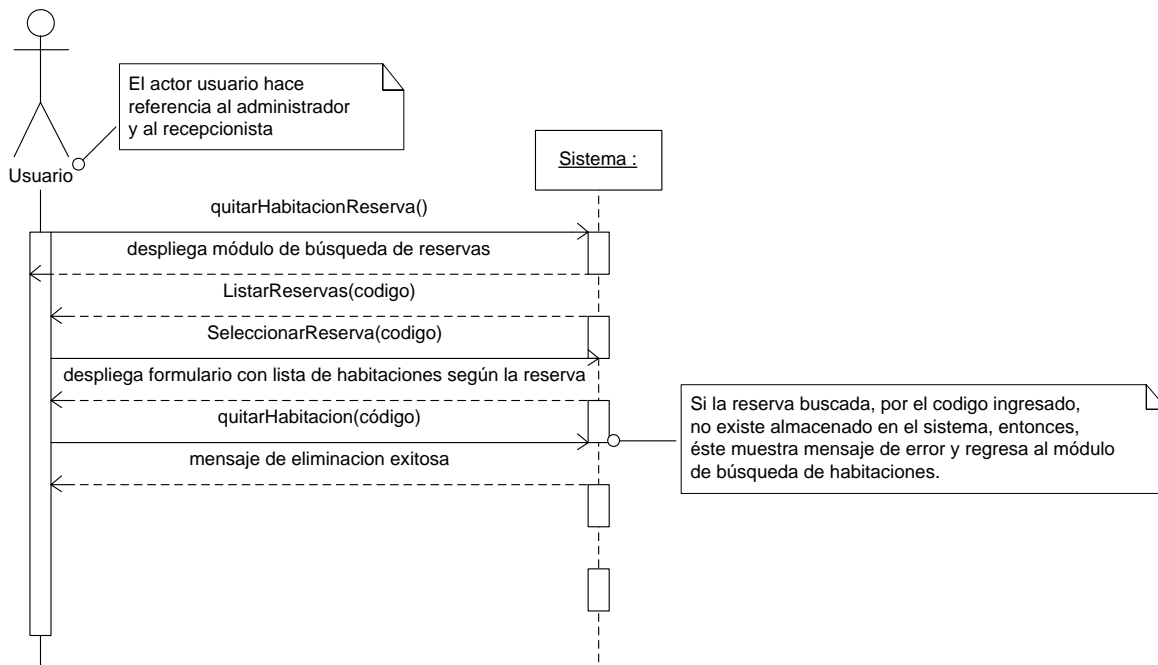 El actor usuario hace
referencia al administrador
y al recepcionista
Usuario
Sistema :
quitarHabitacionReserva()
despliega módulo de búsqueda de reservas
ListarReservas(codigo)
SeleccionarReserva(codigo)
despliega formulario con lista de habitaciones según la reserva
quitarHabitacion(código)
mensaje de eliminacion exitosa
Si la reserva buscada, por el codigo ingresado,
no existe almacenado en el sistema, entonces,
éste muestra mensaje de error y regresa al módulo
de búsqueda de habitaciones.